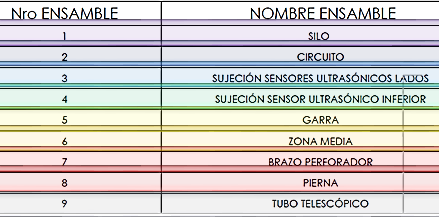 Nro ENSAMBLE NOMBRE ENSAMBLE
1 SILO
2 CIRCUITO
3 SUJECIÓN SENSORES ULTRASÓNICOS LADOS
4 SUJECIÓN SENSOR ULTRASÓNICO INFERIOR
5 GARRA
6 ZONA MEDIA
7 BRAZO PERFORADOR
8 PIERNA
9 TUBO TELESCÓPICO